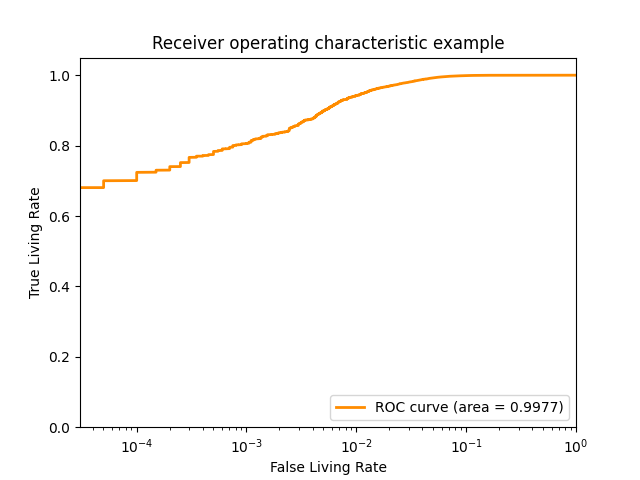 Receiver operating characteristic example
True Living Rate
1.0
0.8
0.6
0.4
0.2
0.0
ROC curve (area = 0.9977)
10⁻⁴ 10⁻³ 10⁻² 10⁻¹ 10⁰
False Living Rate